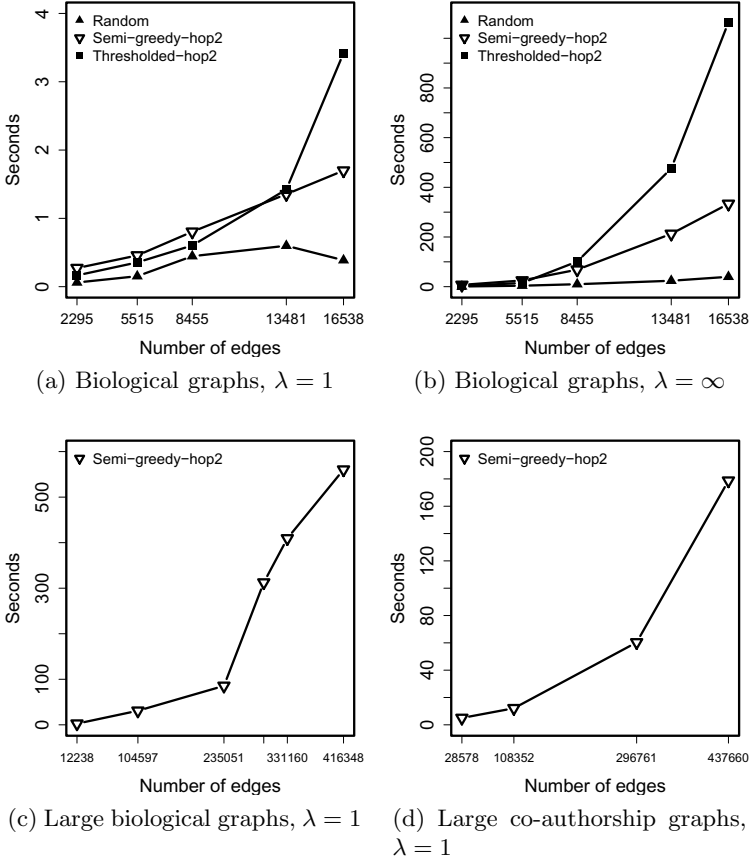 4
3
2
1
0
Seconds
Random
Semi-greedy-hop2
Thresholded-hop2
2295 5515 8455 13481 16538
Number of edges
(a) Biological graphs, λ = 1
800
600
400
200
0
Seconds
Random
Semi-greedy-hop2
Thresholded-hop2
2295 5515 8455 13481 16538
Number of edges
(b) Biological graphs, λ = ∞
500
300
100
0
Seconds
Semi-greedy-hop2
12238 104597 235051 331160 416348
Number of edges
(c) Large biological graphs, λ = 1
200
160
120
80
40
0
Seconds
Semi-greedy-hop2
28578 108352 296761 437660
Number of edges
(d) Large co-authorship graphs,
λ = 1